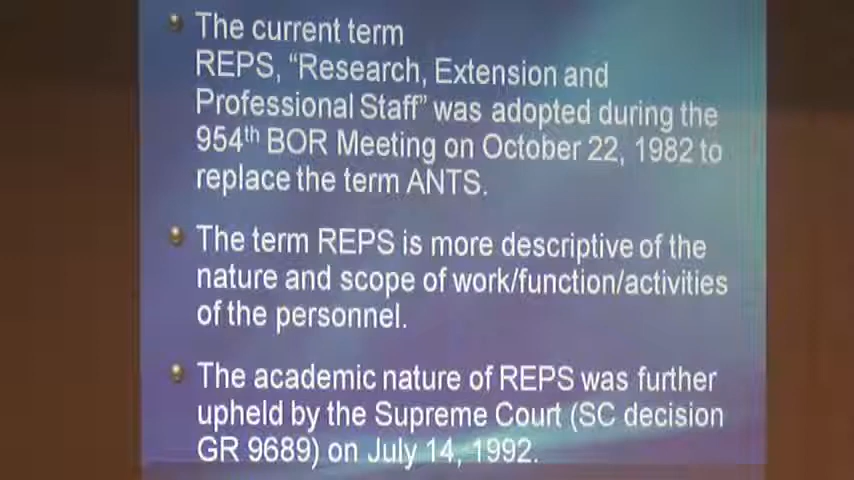 The current term
REPS, “Research, Extension and
Professional Staff” was adopted during the
954th BOR Meeting on October 22, 1982 to
replace the term ANTS.
The term REPS is more descriptive of the
nature and scope of work/function/activities
of the personnel.
The academic nature of REPS was further
upheld by the Supreme Court (SC decision
GR 9689) on July 14, 1992.